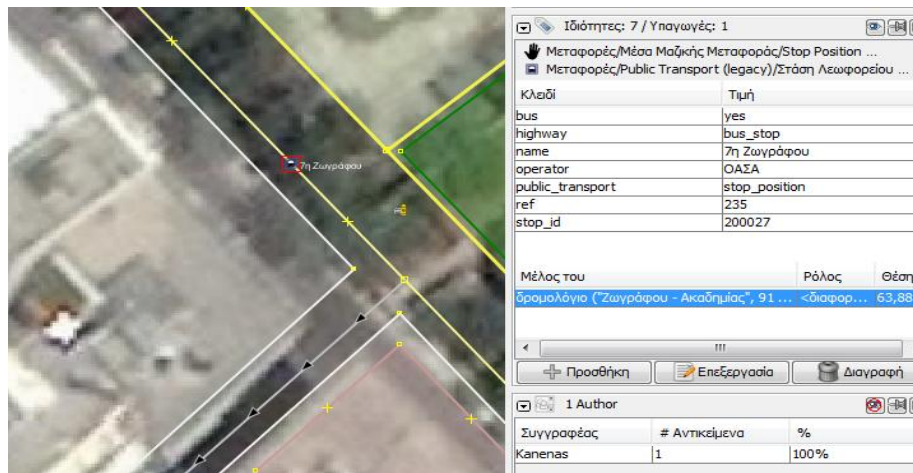 7η Ζωγράφου
Ιδιότητες: 7 / Υπαγωγές: 1
Μεταφορές/Μέσα Μαζικής Μεταφοράς/Stop Position ...
Μεταφορές/Public Transport (legacy)/Στάση Λεωφορείου ...
Κλειδί Τιμή
bus yes
highway bus_stop
name 7η Ζωγράφου
operator ΟΑΣΑ
public_transport stop_position
ref 235
stop_id 200027
Μέλος του Ρόλος Θέση
δρομολόγιο ("Ζωγράφου - Ακαδημίας", 91 ... <διαφορ... 63,88
Προσθήκη Επεξεργασία Διαγραφή
1 Author
Συγγραφέας # Αντικείμενα %
Kanenas 1 100%